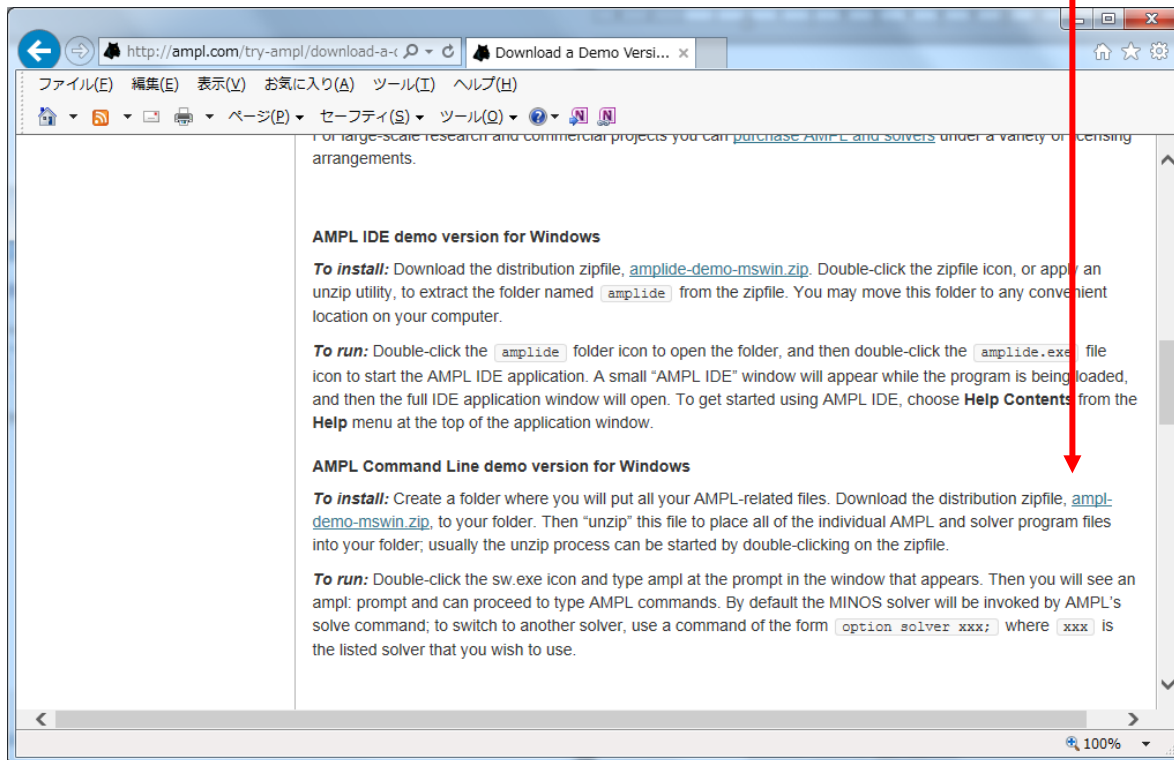 http://ampl.com/try-ampl/download-a-
Download a Demo Versi...
ファイル(F) 編集(E) 表示(V) お気に入り(A) ツール(T) ヘルプ(H)
ページ(P) セーフティ(S) ツール(O)
For large-scale research and commercial projects you can purchase AMPL and solvers under a variety of licensing
arrangements.
AMPL IDE demo version for Windows
To install: Download the distribution zipfile, amplide-demo-mswin.zip. Double-click the zipfile icon, or apply an
unzip utility, to extract the folder named amplide from the zipfile. You may move this folder to any convenient
location on your computer.
To run: Double-click the amplide folder icon to open the folder, and then double-click the amplide.exe file
icon to start the AMPL IDE application. A small “AMPL IDE” window will appear while the program is being loaded,
and then the full IDE application window will open. To get started using AMPL IDE, choose Help Contents from the
Help menu at the top of the application window.
AMPL Command Line demo version for Windows
To install: Create a folder where you will put all your AMPL-related files. Download the distribution zipfile, ampl-
demo-mswin.zip, to your folder. Then “unzip” this file to place all of the individual AMPL and solver program files
into your folder; usually the unzip process can be started by double-clicking on the zipfile.
To run: Double-click the sw.exe icon and type ampl at the prompt in the window that appears. Then you will see an
ampl: prompt and can proceed to type AMPL commands. By default the MINOS solver will be invoked by AMPL’s
solve command; to switch to another solver, use a command of the form option solver xxx; where xxx is
the listed solver that you wish to use.
100%